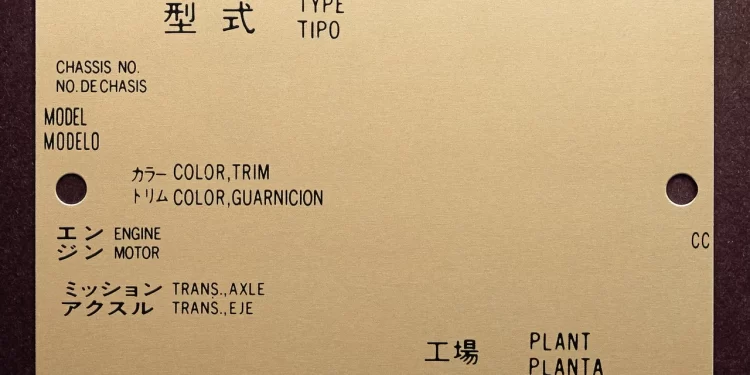 型式 TYPE
TIPO
CHASSIS NO.
NO. DE CHASIS
MODEL
MODELO
カラー COLOR,TRIM
トリム COLOR,GUARNICION
エン ENGINE
ジン MOTOR
CC
ミッション TRANS.,AXLE
アクスル TRANS.,EJE
工場 PLANT
PLANTA